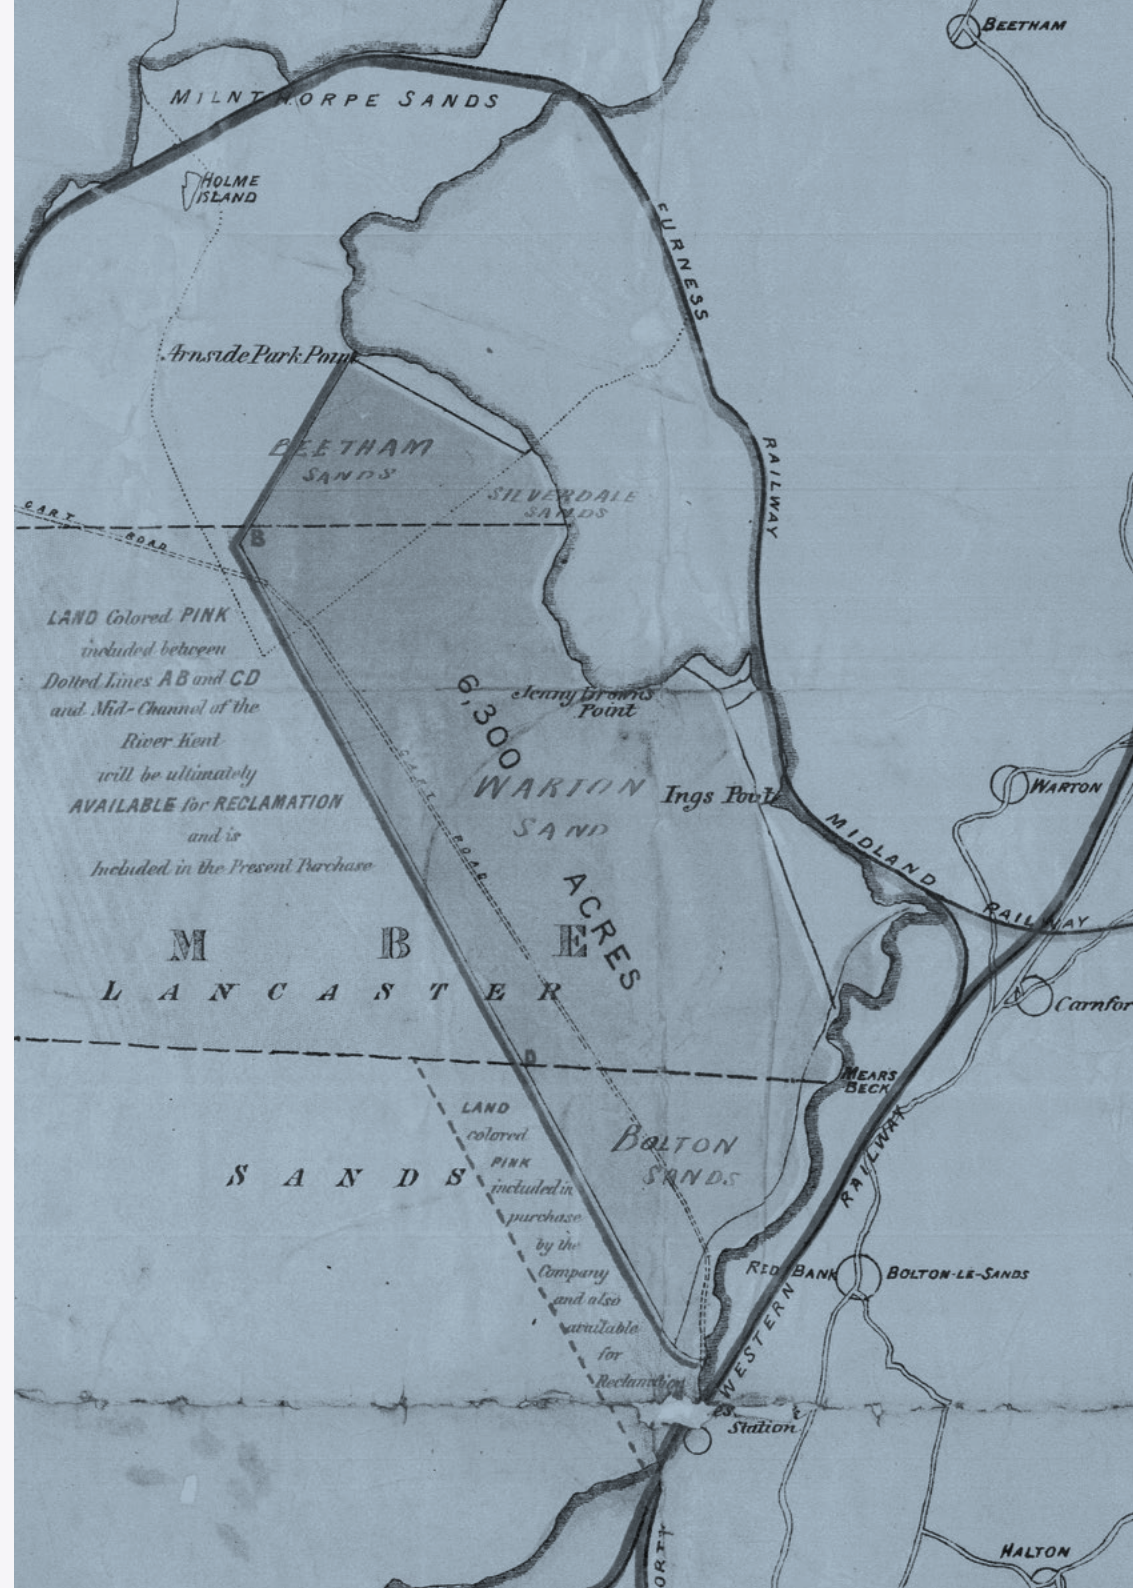 BEETHAM
MILNTHORPE SANDS
HOLME
ISLAND
FURNESS
RAILWAY
Arnside Park Point
BEETHAM
SANDS
SILVERDALE
SANDS
CART
ROAD
B
LAND Colored PINK
included between
Dotted Lines AB and CD
and Mid-Channel of the
River Kent
will be ultimately
AVAILABLE for RECLAMATION
and is
Included in the Present Purchase
6,300
ACRES
Jenny Browns
Point
CART
ROAD
WARTON
SAND
Ings Point
WARTON
MIDLAND
RAILWAY
M B E
LANCASTER
SANDS
Carnfor
D
MEARS
BECK
LAND
colored
PINK
included in
purchase
by the
Company
and also
available
for
Reclamation
BOLTON
SANDS
RED BANK
BOLTON-LE-SANDS
WESTERN
RAILWAY
Station
HALTON